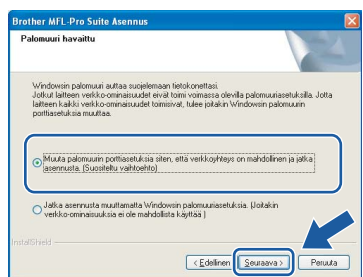 Brother MFL-Pro Suite Asennus
Palomuuri havaittu
Windowsin palomuuri auttaa suojelemaan tietokonettasi.
Jotkut laitteen verkko-ominaisuudet eivät toimi voimassa olevilla palomuuriasetuksilla. Jotta
laitteen kaikki verkko-ominaisuudet toimisivat, tulee joitakin Windowsin palomuurin
porttiasetuksia muuttaa.
Muuta palomuurin porttiasetuksia siten, että verkkoyhteys on mahdollinen ja jatka
asennusta. (Suositeltu vaihtoehto)
Jatka asennusta muuttamatta Windowsin palomuuriasetuksia. (Joitakin
verkko-ominaisuuksia ei ole mahdollista käyttää )
InstallShield
< Edellinen Seuraava > Peruuta